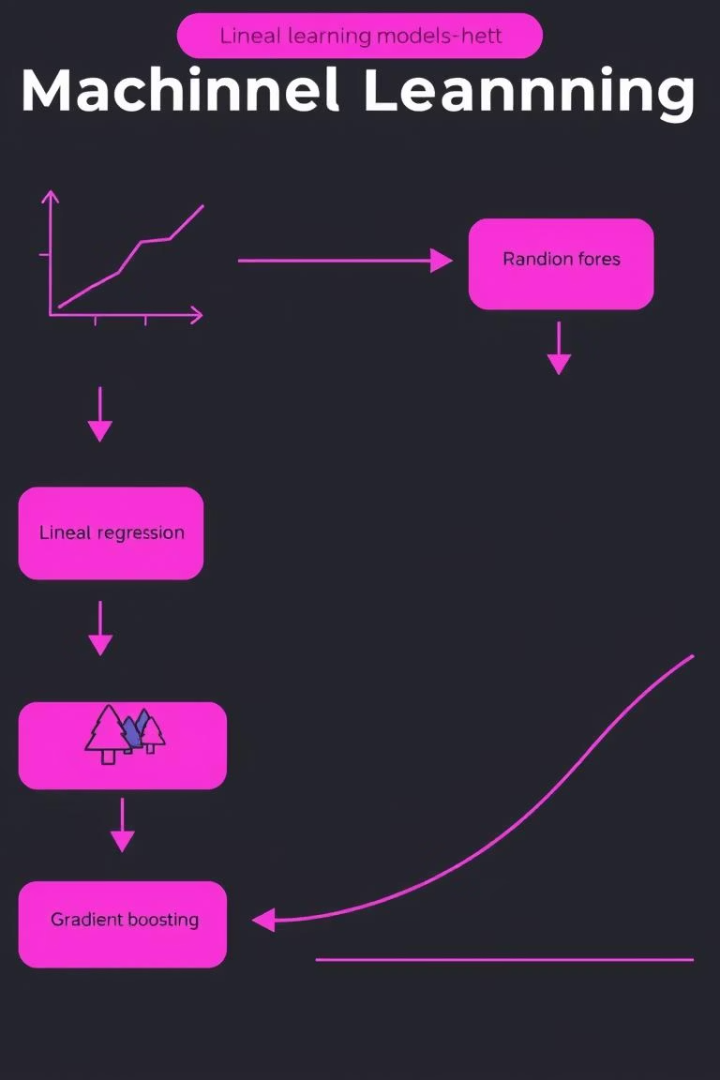 Lineal learning models-hett
Machinnel Leannning
Randion fores
Lineal regression
Gradient boosting